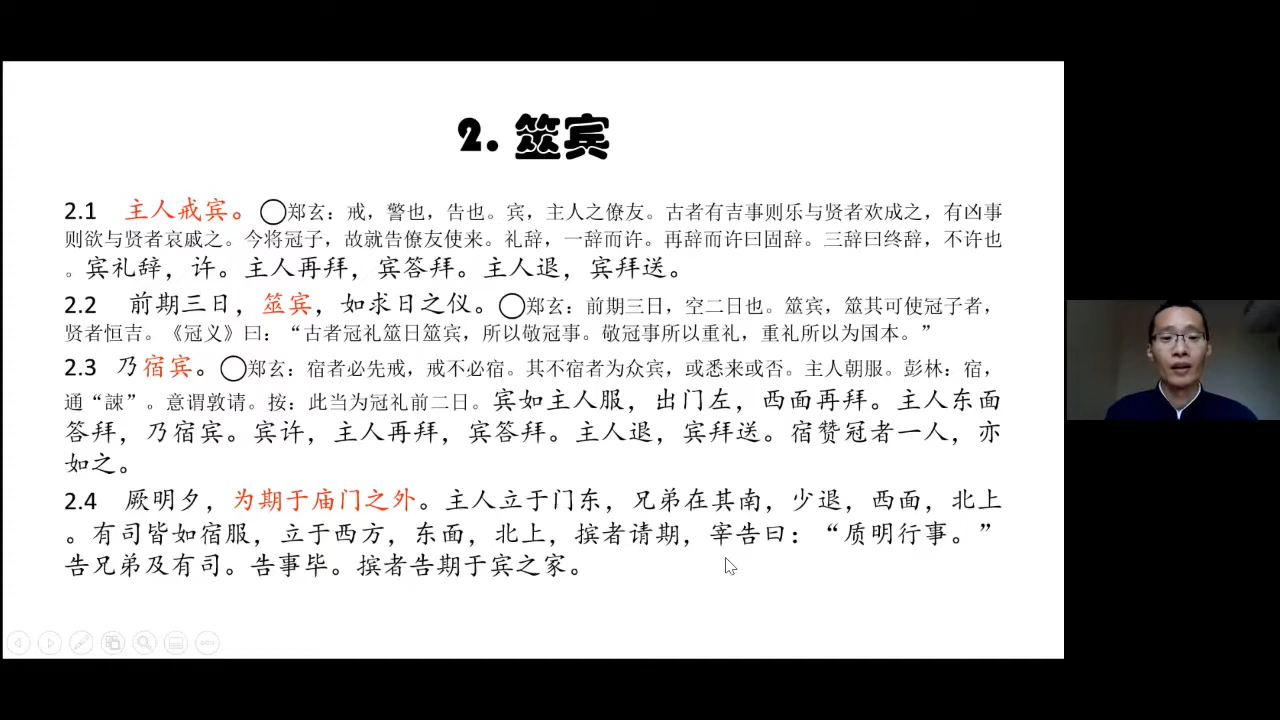 2. 筮宾
2.1 主人戒宾。◯郑玄：戒，警也，告也。宾，主人之僚友。古者有吉事则乐与贤者欢成之，有凶事
则欲与贤者哀戚之。今将冠子，故就告僚友使来。礼辞，一辞而许。再辞而许曰固辞。三辞曰终辞，不许也
。宾礼辞，许。主人再拜，宾答拜。主人退，宾拜送。
2.2 前期三日，筮宾，如求日之仪。◯郑玄：前期三日，空二日也。筮宾，筮其可使冠子者，
贤者恒吉。《冠义》曰：“古者冠礼筮日筮宾，所以敬冠事。敬冠事所以重礼，重礼所以为国本。”
2.3 乃宿宾。◯郑玄：宿者必先戒，戒不必宿。其不宿者为众宾，或悉来或否。主人朝服。彭林：宿，
通“諫”。意谓敦请。按：此当为冠礼前二日。宾如主人服，出门左，西面再拜。主人东面
答拜，乃宿宾。宾许，主人再拜，宾答拜。主人退，宾拜送。宿赞冠者一人，亦
如之。
2.4 厥明夕，为期于庙门之外。主人立于门东，兄弟在其南，少退，西面，北上
。有司皆如宿服，立于西方，东面，北上，摈者请期，宰告曰：“质明行事。”
告兄弟及有司。告事毕。摈者告期于宾之家。